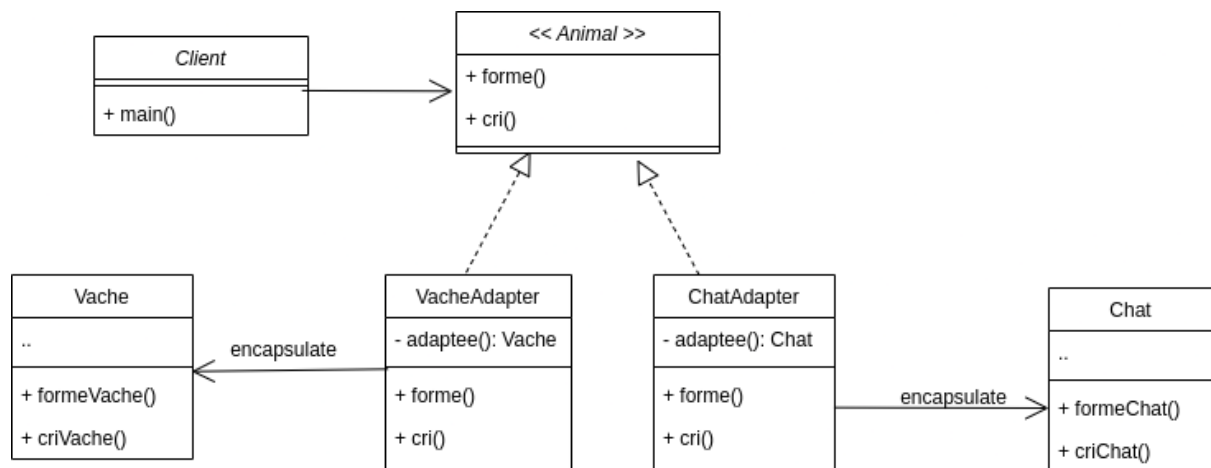 Client
+ main()
<< Animal >>
+ forme()
+ cri()
Vache
..
+ formeVache()
+ criVache()
encapsulate
VacheAdapter
- adaptee(): Vache
+ forme()
+ cri()
ChatAdapter
- adaptee(): Chat
+ forme()
+ cri()
encapsulate
Chat
..
+ formeChat()
+ criChat()